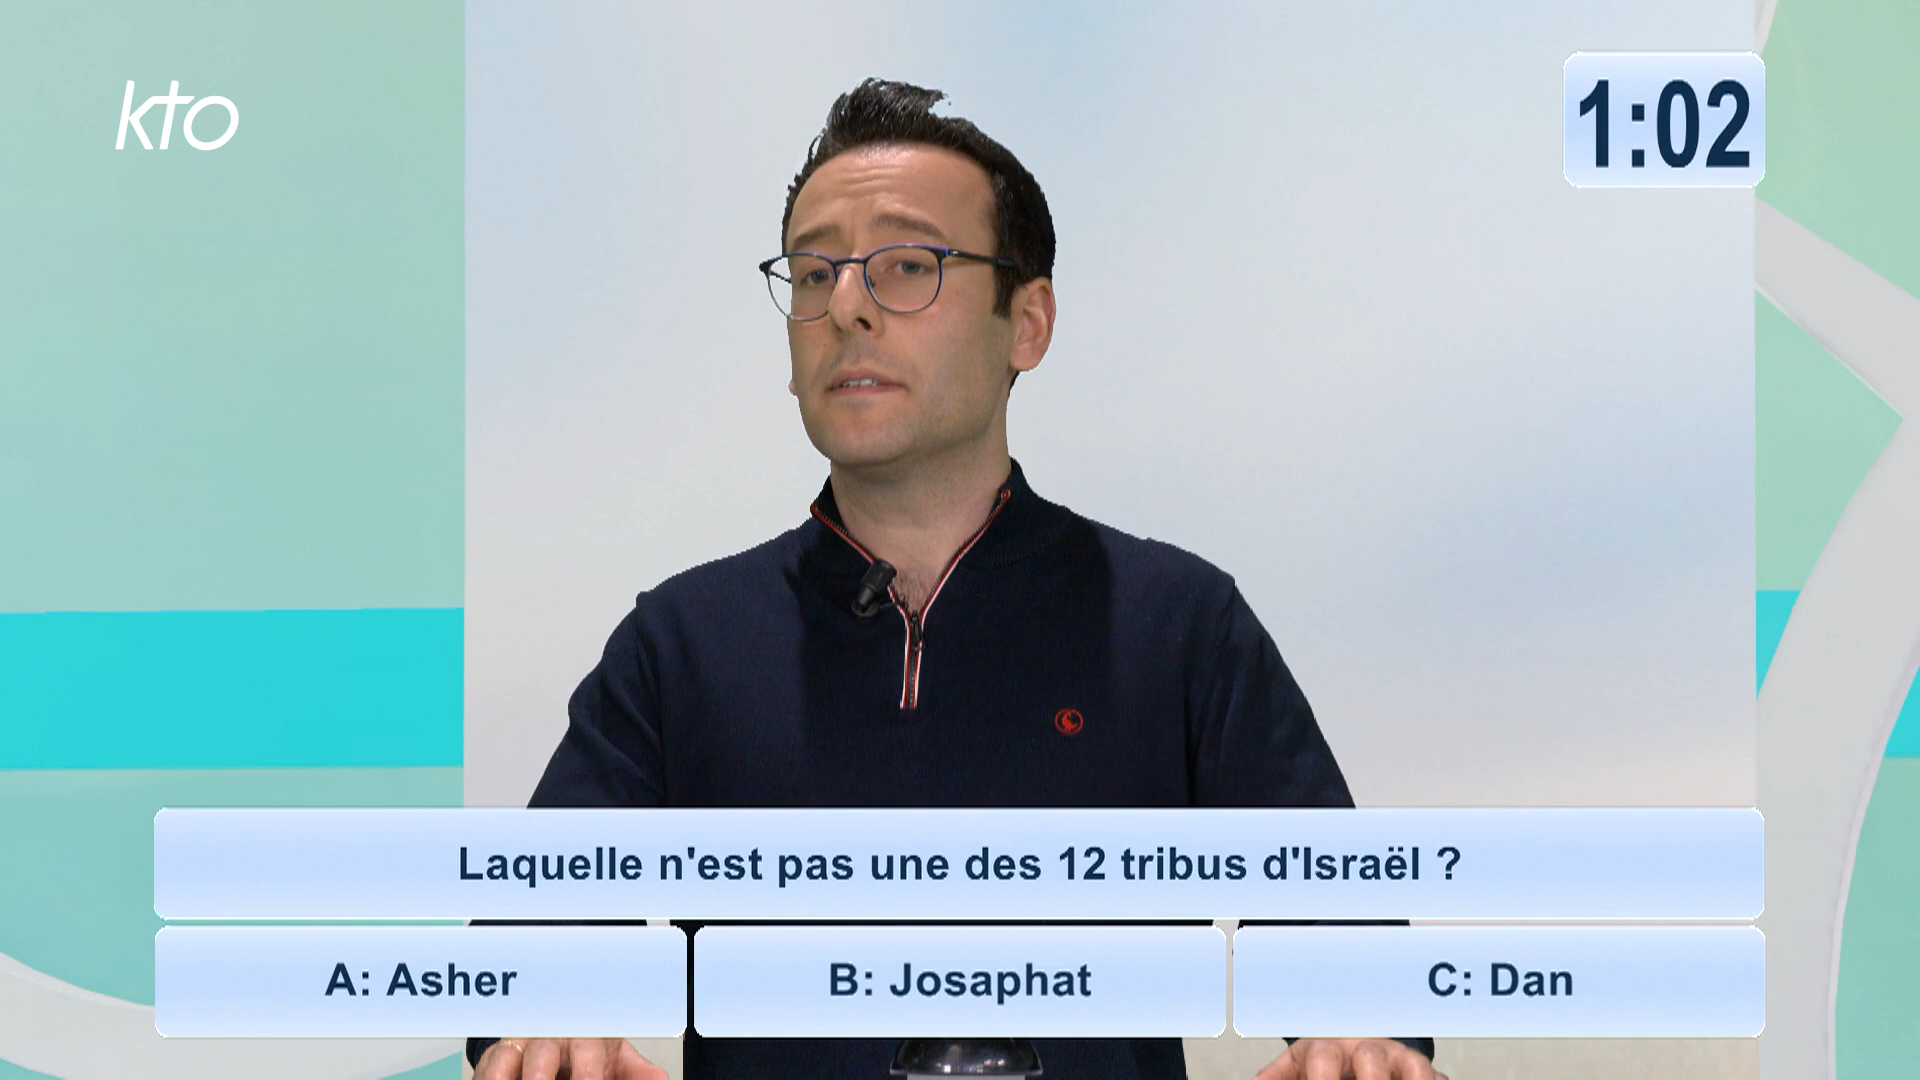 kto
1:02
Laquelle n'est pas une des 12 tribus d'Israël ?
A: Asher
B: Josaphat
C: Dan